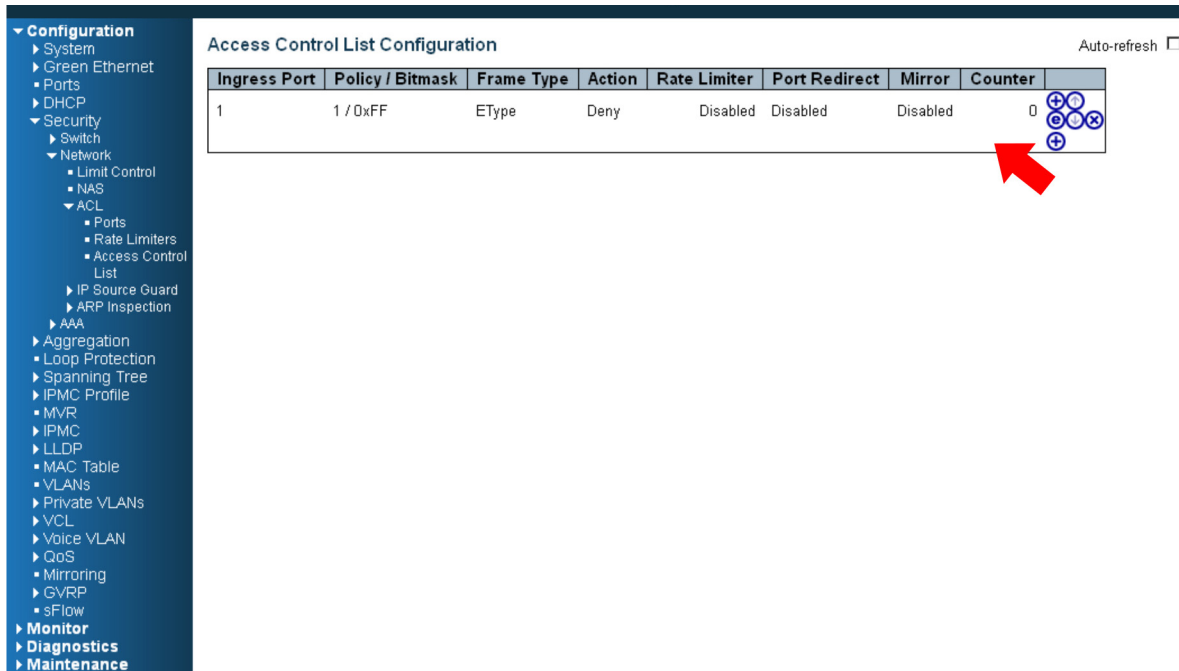 Configuration
System
Green Ethernet
Ports
DHCP
Security
Switch
Network
Limit Control
NAS
ACL
Ports
Rate Limiters
Access Control
List
IP Source Guard
ARP Inspection
AAA
Aggregation
Loop Protection
Spanning Tree
IPMC Profile
MVR
IPMC
LLDP
MAC Table
VLANs
Private VLANs
VCL
Voice VLAN
QoS
Mirroring
GVRP
sFlow
Monitor
Diagnostics
Maintenance
Access Control List Configuration
Auto-refresh
Ingress Port Policy / Bitmask Frame Type Action Rate Limiter Port Redirect Mirror Counter
1 1 / 0xFF EType Deny Disabled Disabled Disabled 0
e